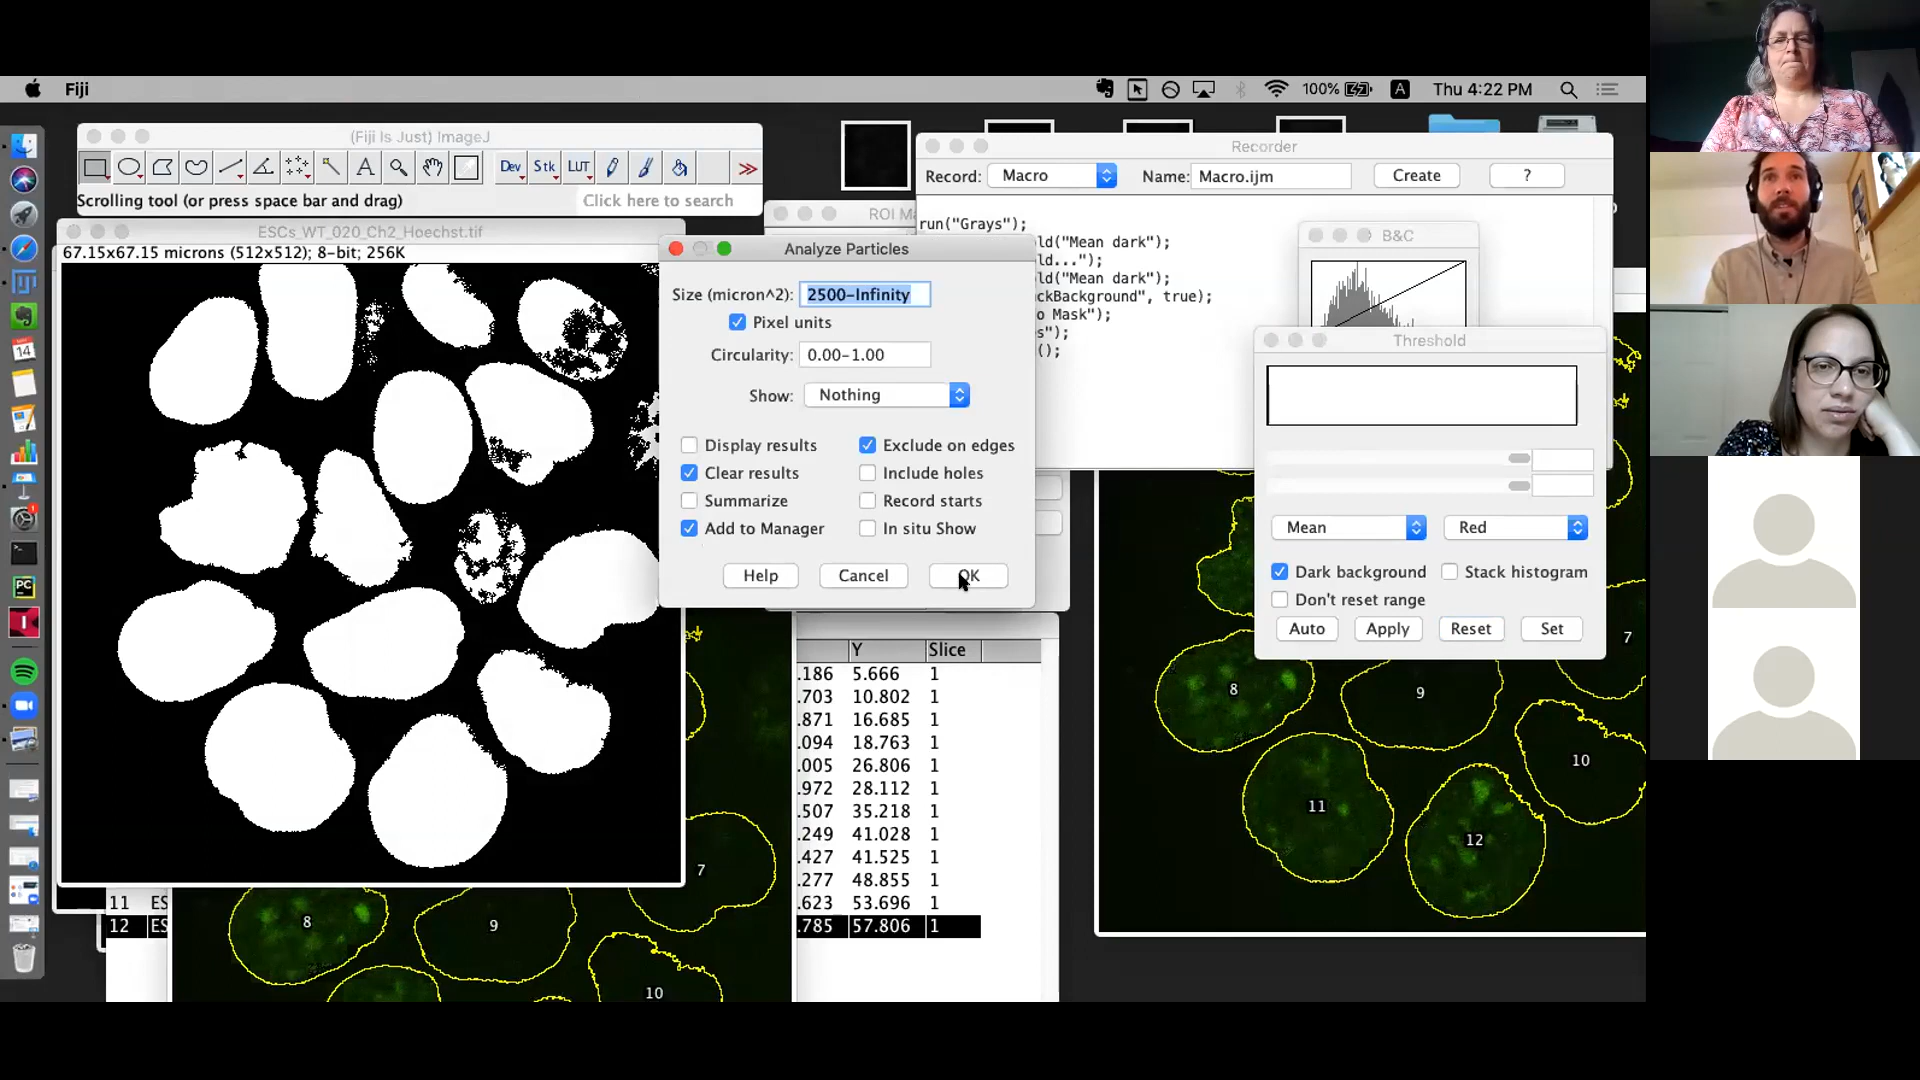 Fiji
100%
A
Thu 4:22 PM
(Fiji Is Just) ImageJ
Dev Stk LUT A
Scrolling tool (or press space bar and drag)
Click here to search
Recorder
Record: Macro Name: Macro.ijm Create ?
run("Grays");
ld("Mean dark");
ld...");
ld("Mean dark");
ckBackground", true);
o Mask");
s");
();
ROI Ma
ESCs_WT_020_Ch2_Hoechst.tif
67.15x67.15 microns (512x512); 8-bit; 256K
Analyze Particles
Size (micron^2): 2500-Infinity
Pixel units
Circularity: 0.00-1.00
Show: Nothing
Display results Exclude on edges
Clear results Include holes
Summarize Record starts
Add to Manager In situ Show
Help Cancel OK
B&C
Threshold
Mean Red
Dark background Stack histogram
Don't reset range
Auto Apply Reset Set
Y Slice
.186 5.666 1
.703 10.802 1
.871 16.685 1
.094 18.763 1
.005 26.806 1
.972 28.112 1
.507 35.218 1
.249 41.028 1
.427 41.525 1
.277 48.855 1
11 ES .623 53.696 1
12 ES .785 57.806 1
7
8
9
10
7
8
9
10
11
12
14
PC
I